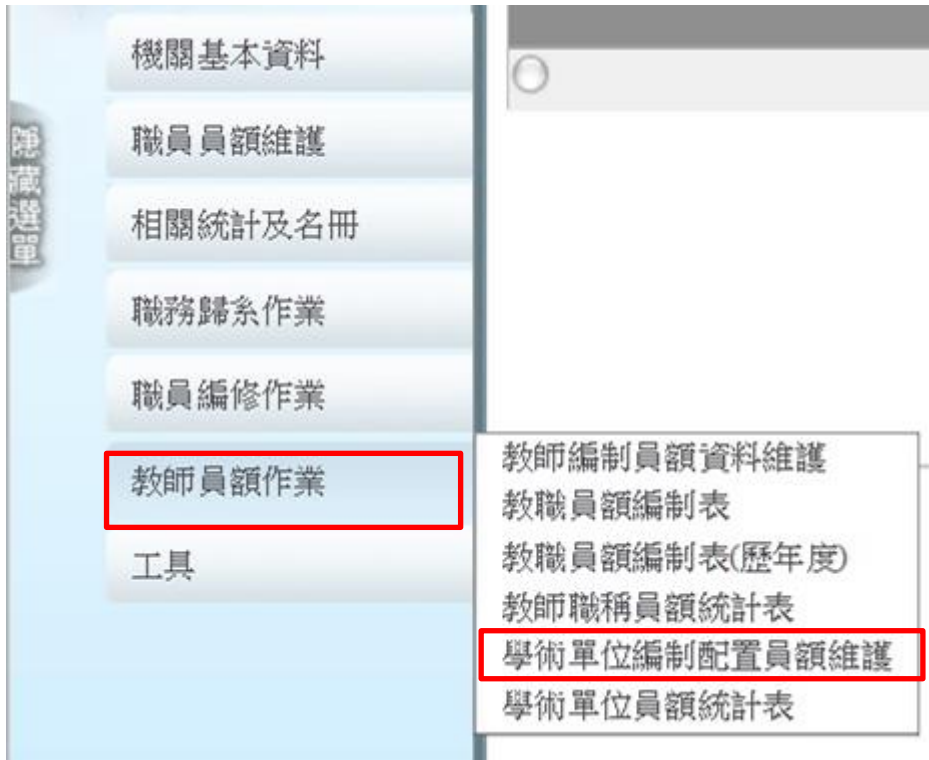 機關基本資料
職員員額維護
相關統計及名冊
職務歸系作業
職員編修作業
教師員額作業
工具
隱藏選單
教師編制員額資料維護
教職員額編制表
教職員額編制表(歷年度)
教師職稱員額統計表
學術單位編制配置員額維護
學術單位員額統計表